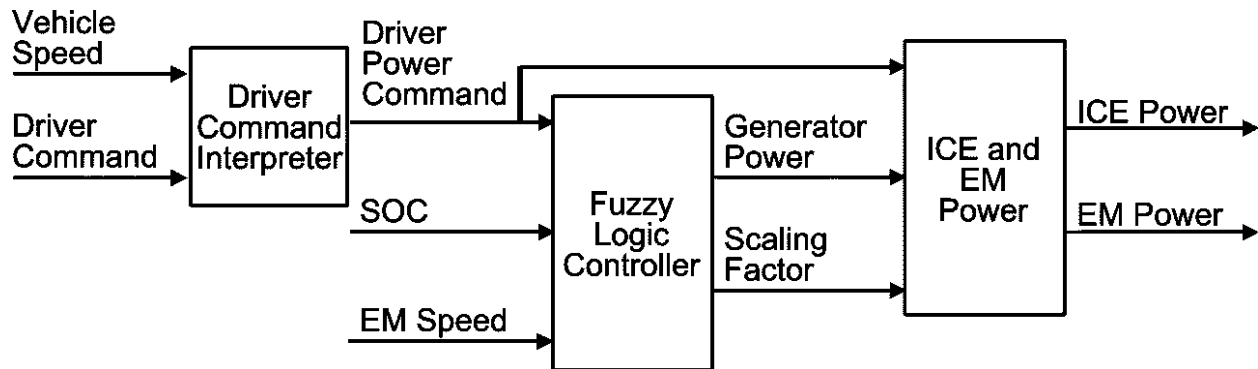 Vehicle
Speed
Driver
Command
Driver
Command
Interpreter
Driver
Power
Command
SOC
EM Speed
Fuzzy
Logic
Controller
Generator
Power
Scaling
Factor
ICE and
EM
Power
ICE Power
EM Power